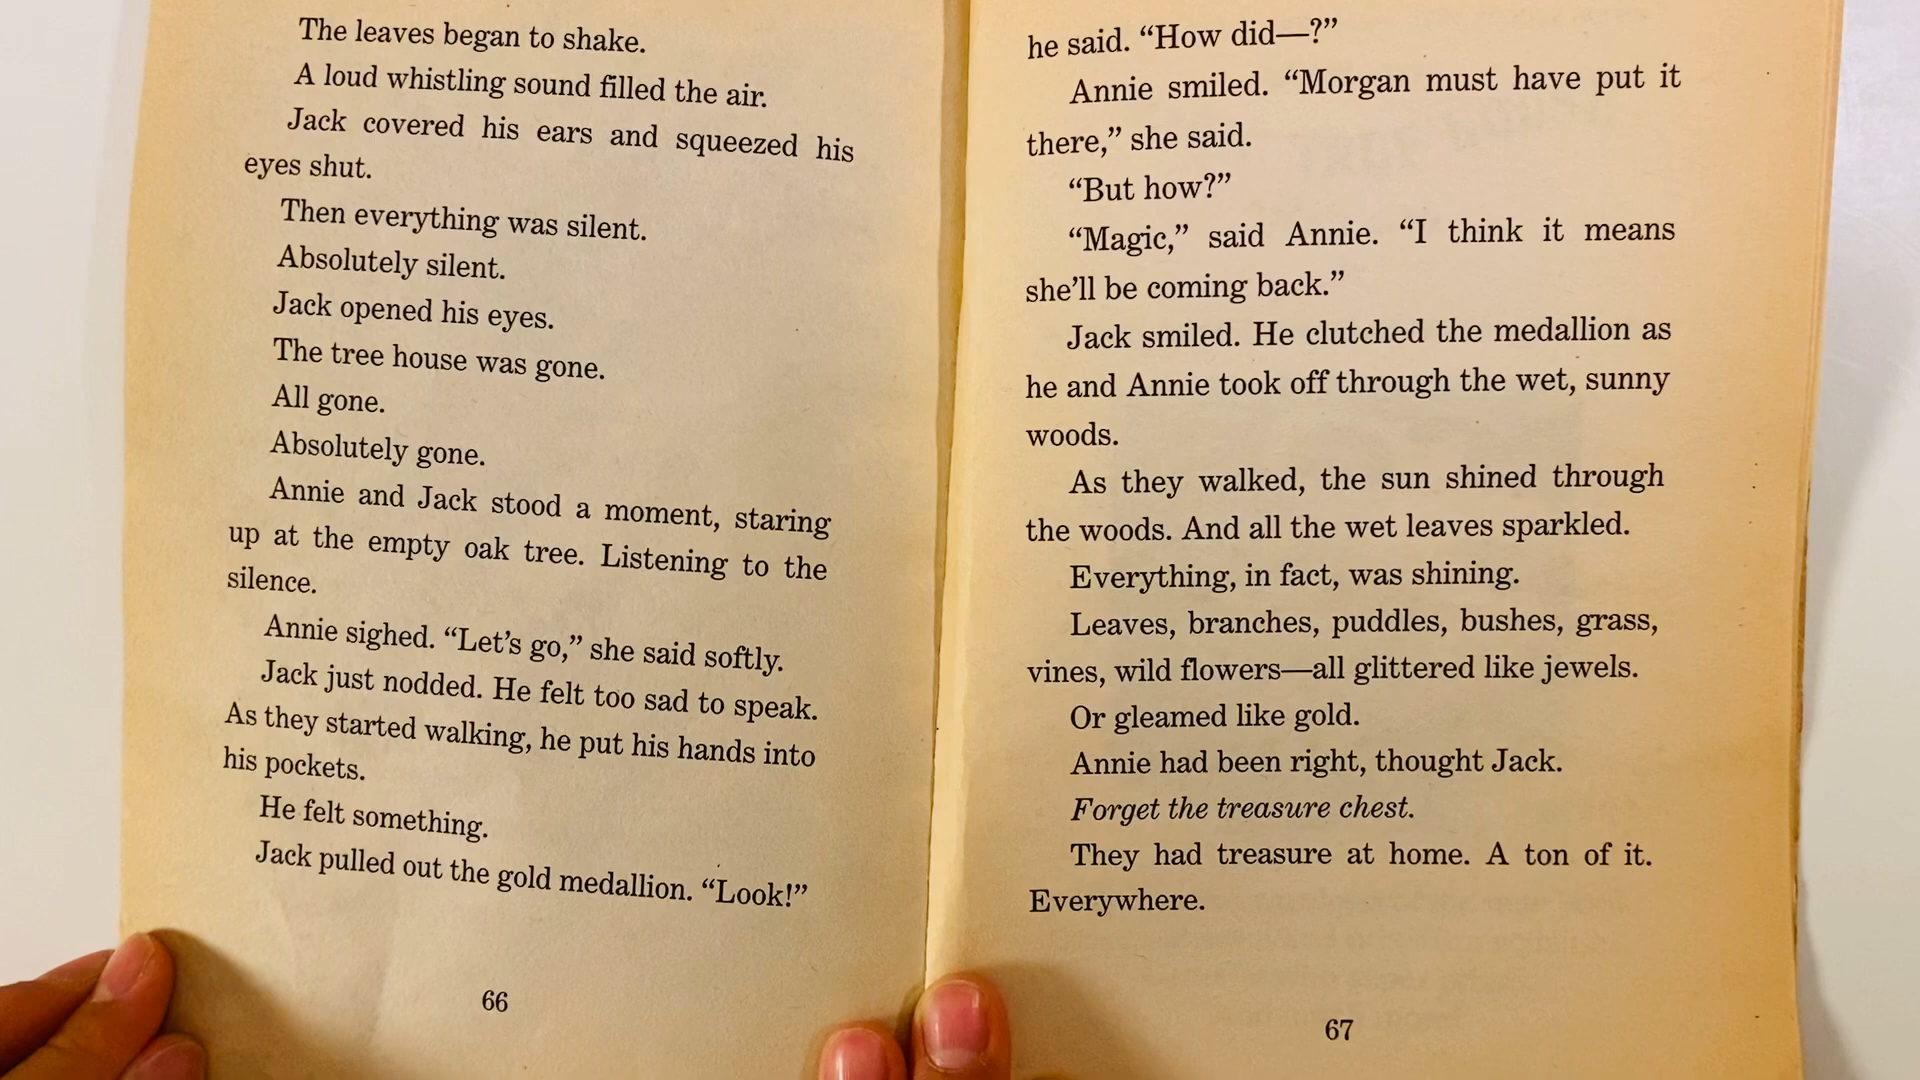 The leaves began to shake.
A loud whistling sound filled the air.
Jack covered his ears and squeezed his
eyes shut.
Then everything was silent.
Absolutely silent.
Jack opened his eyes.
The tree house was gone.
All gone.
Absolutely gone.
Annie and Jack stood a moment, staring
up at the empty oak tree. Listening to the
silence.
Annie sighed. “Let’s go,” she said softly.
Jack just nodded. He felt too sad to speak.
As they started walking, he put his hands into
his pockets.
He felt something.
Jack pulled out the gold medallion. “Look!”
66
he said. “How did—?”
Annie smiled. “Morgan must have put it
there,” she said.
“But how?”
“Magic,” said Annie. “I think it means
she’ll be coming back.”
Jack smiled. He clutched the medallion as
he and Annie took off through the wet, sunny
woods.
As they walked, the sun shined through
the woods. And all the wet leaves sparkled.
Everything, in fact, was shining.
Leaves, branches, puddles, bushes, grass,
vines, wild flowers—all glittered like jewels.
Or gleamed like gold.
Annie had been right, thought Jack.
Forget the treasure chest.
They had treasure at home. A ton of it.
Everywhere.
67